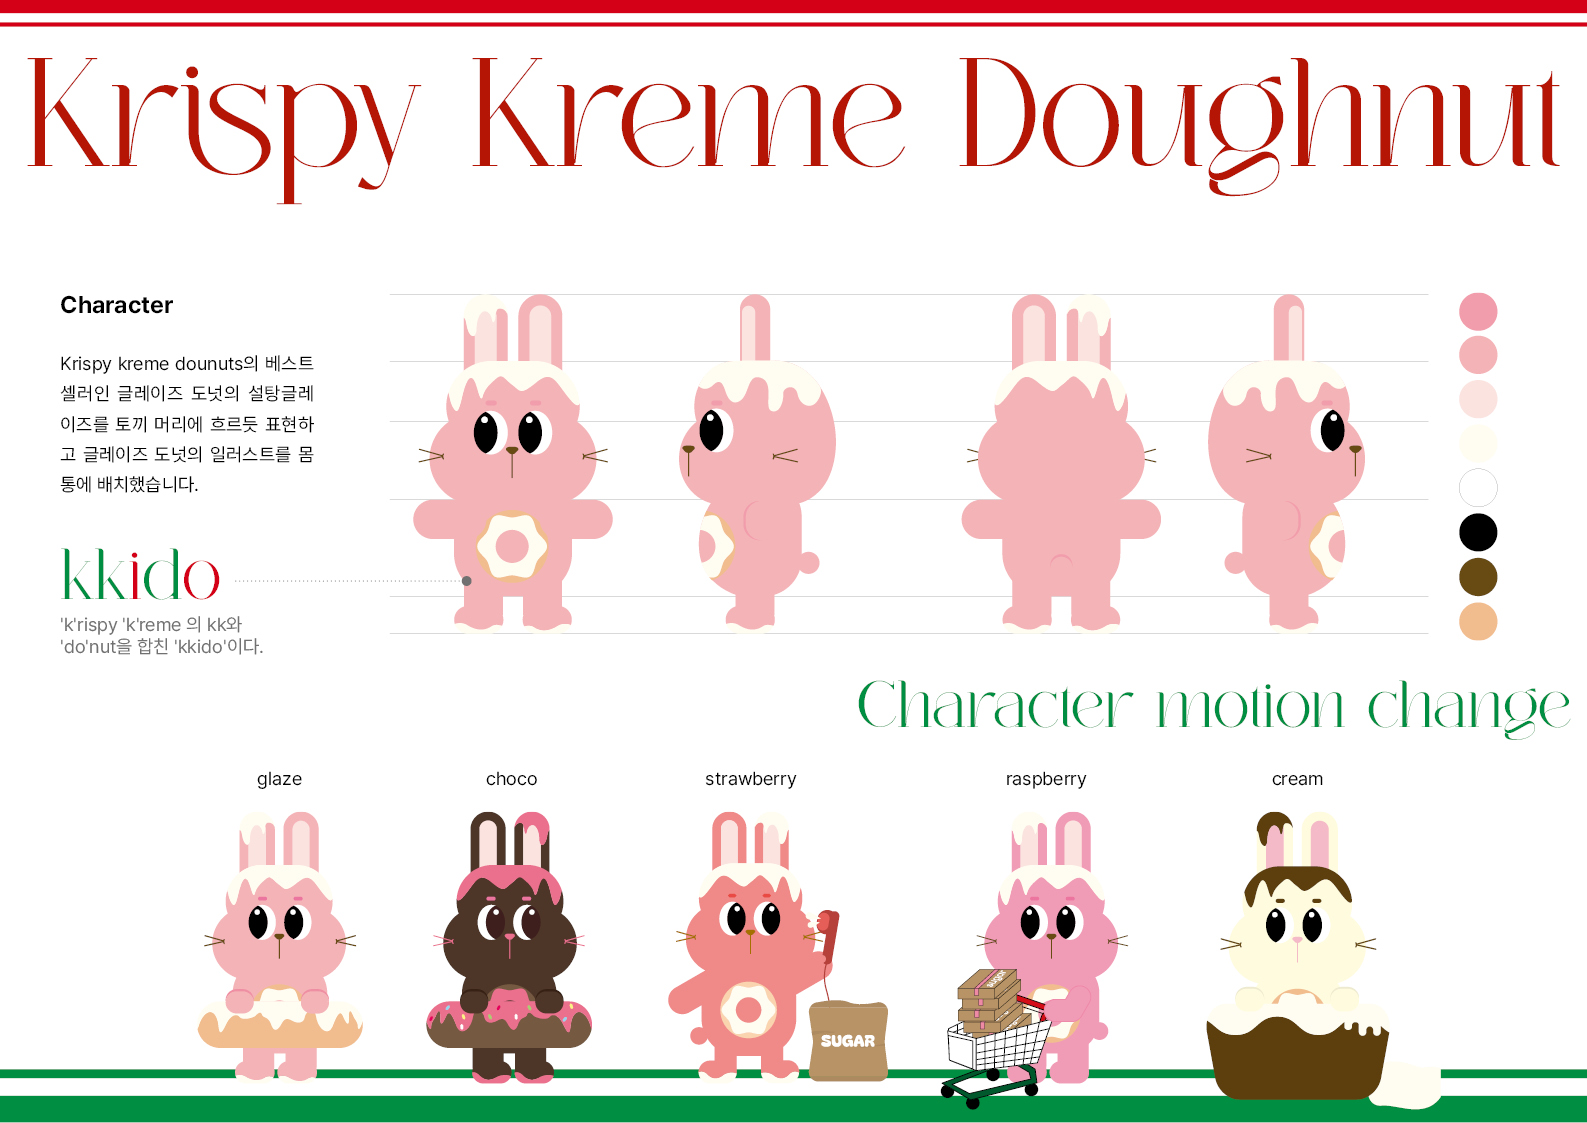 Krispy Kreme Doughnut
Character
Krispy kreme dounuts의 베스트
셀러인 글레이즈 도넛의 설탕글레
이즈를 토끼 머리에 흐르듯 표현하
고 글레이즈 도넛의 일러스트를 몸
통에 배치했습니다.
kkido
'k'rispy 'k'reme 의 kk와
'do'nut을 합친 'kkido'이다.
Character motion change
glaze
choco
strawberry
raspberry
cream
SUGAR